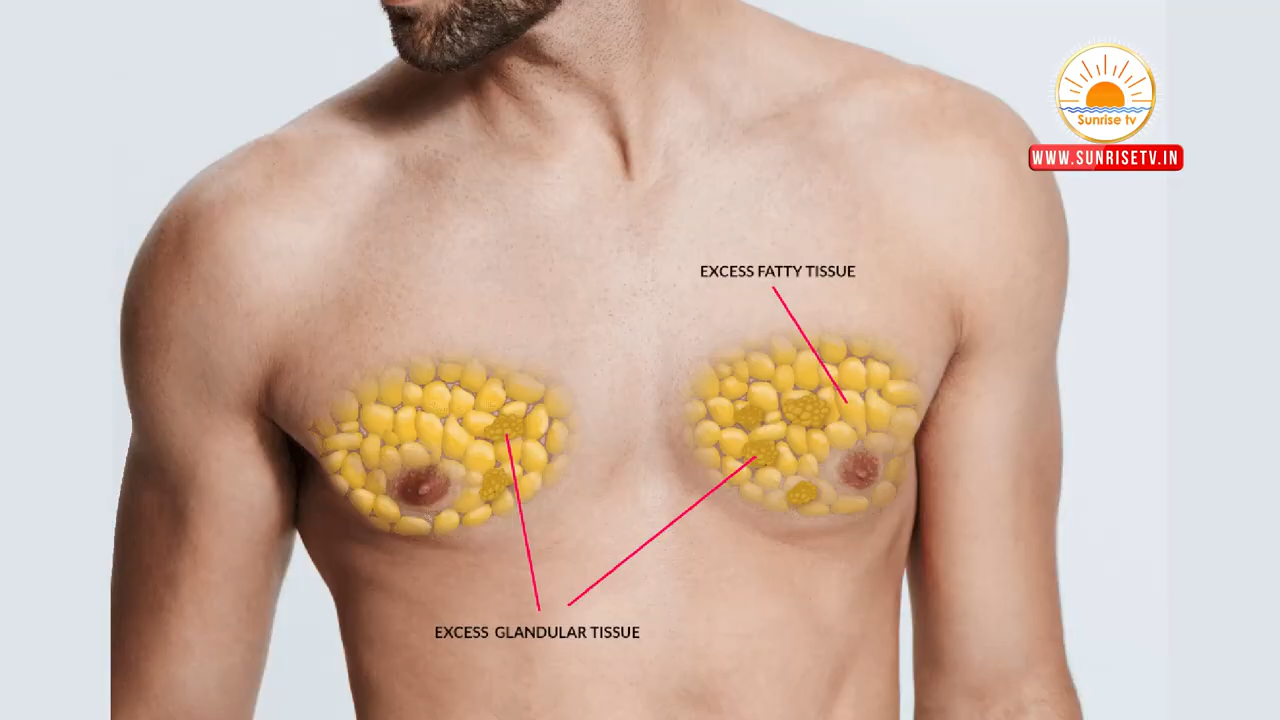 Sunrise tv
WWW.SUNRISETV.IN
EXCESS FATTY TISSUE
EXCESS GLANDULAR TISSUE